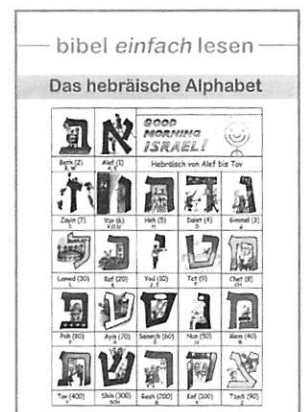 bibel einfach lesen
Das hebräische Alphabet
ב א GOOD
MORNING
ISRAEL!
Beth (2) Alef (1) Hebräisch von Alef bis Tav
ז ו ה ד ג
Zayin (7) Vav (6) Heh (5) Dalet (4) Gimmel (3)
ל כ י ט ח
Lamed (30) Kaf (20) Yod (10) Tet (9) Chet (8)
פ ע ס נ מ
Peh (80) Ayin (70) Samech (60) Nun (50) Mem (40)
ת ש ר ק צ
Tav (400) Shin (300) Resh (200) Kof (100) Tzadi (90)